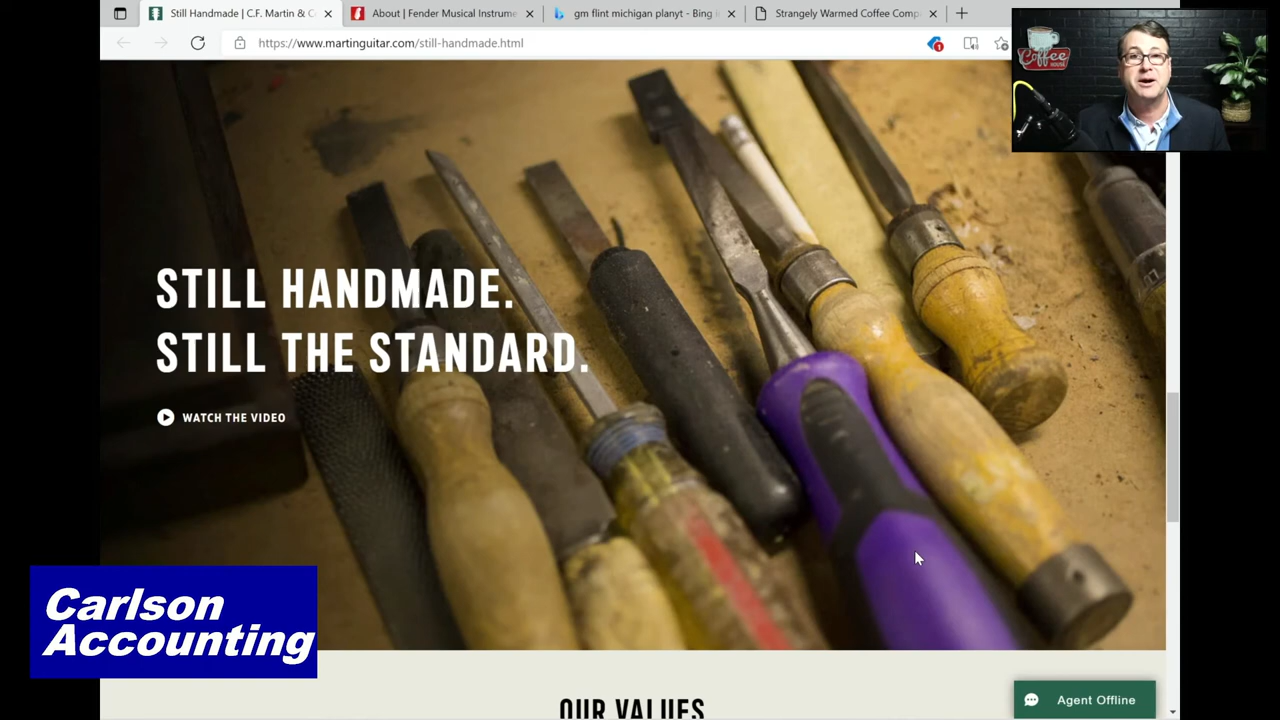 Still Handmade | C.F. Martin & C
About | Fender Musical Instrume
gm flint michigan planyt - Bing
Strangely Warmed Coffee Comp
https://www.martinguitar.com/still-handmade.html
1
Coffee
HOUSE
STILL HANDMADE.
STILL THE STANDARD.
WATCH THE VIDEO
Carlson
Accounting
OUR VALUES
Agent Offline